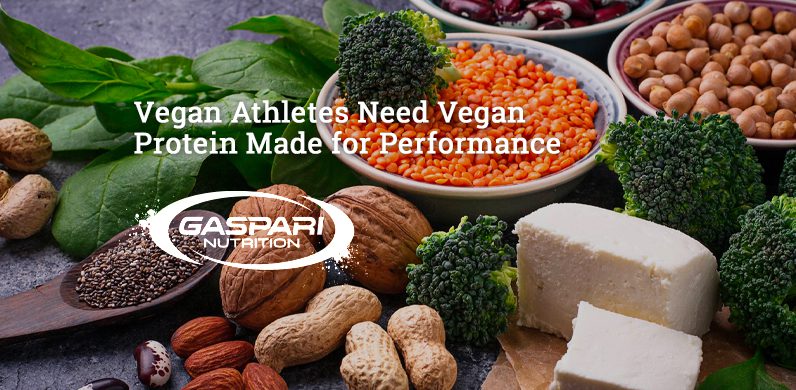 Vegan Athletes Need Vegan
Protein Made for Performance
GASPARI
NUTRITION